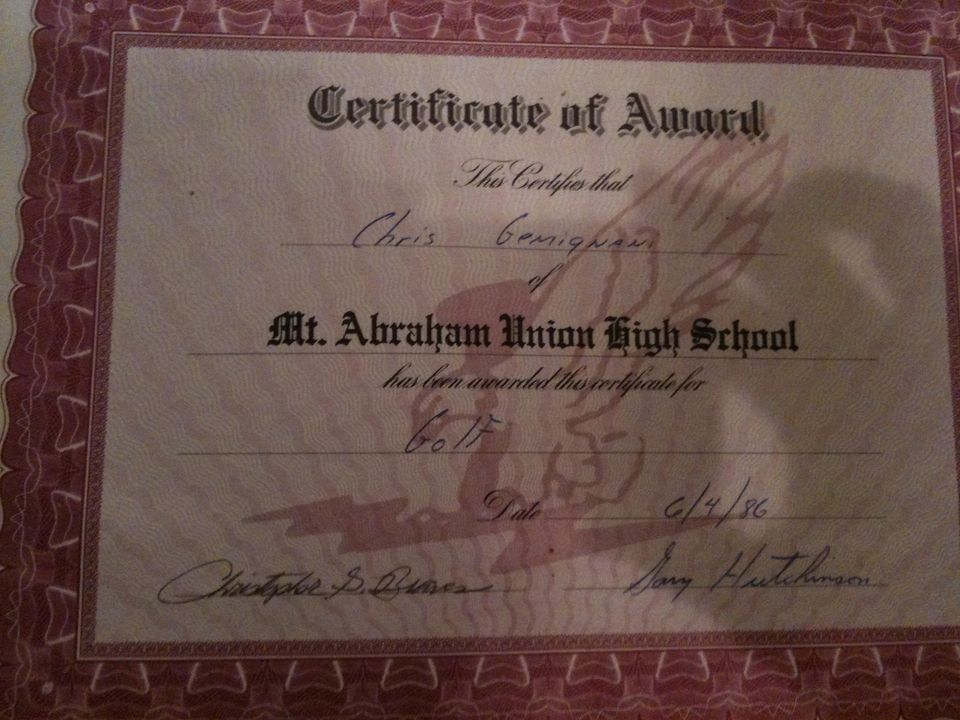 Certificate of Award
This Certifies that
Chris Gemignani
of
Mt. Abraham Union High School
has been awarded this certificate for
Golf
Date 6/4/86
Christopher G. Gary Hutchinson